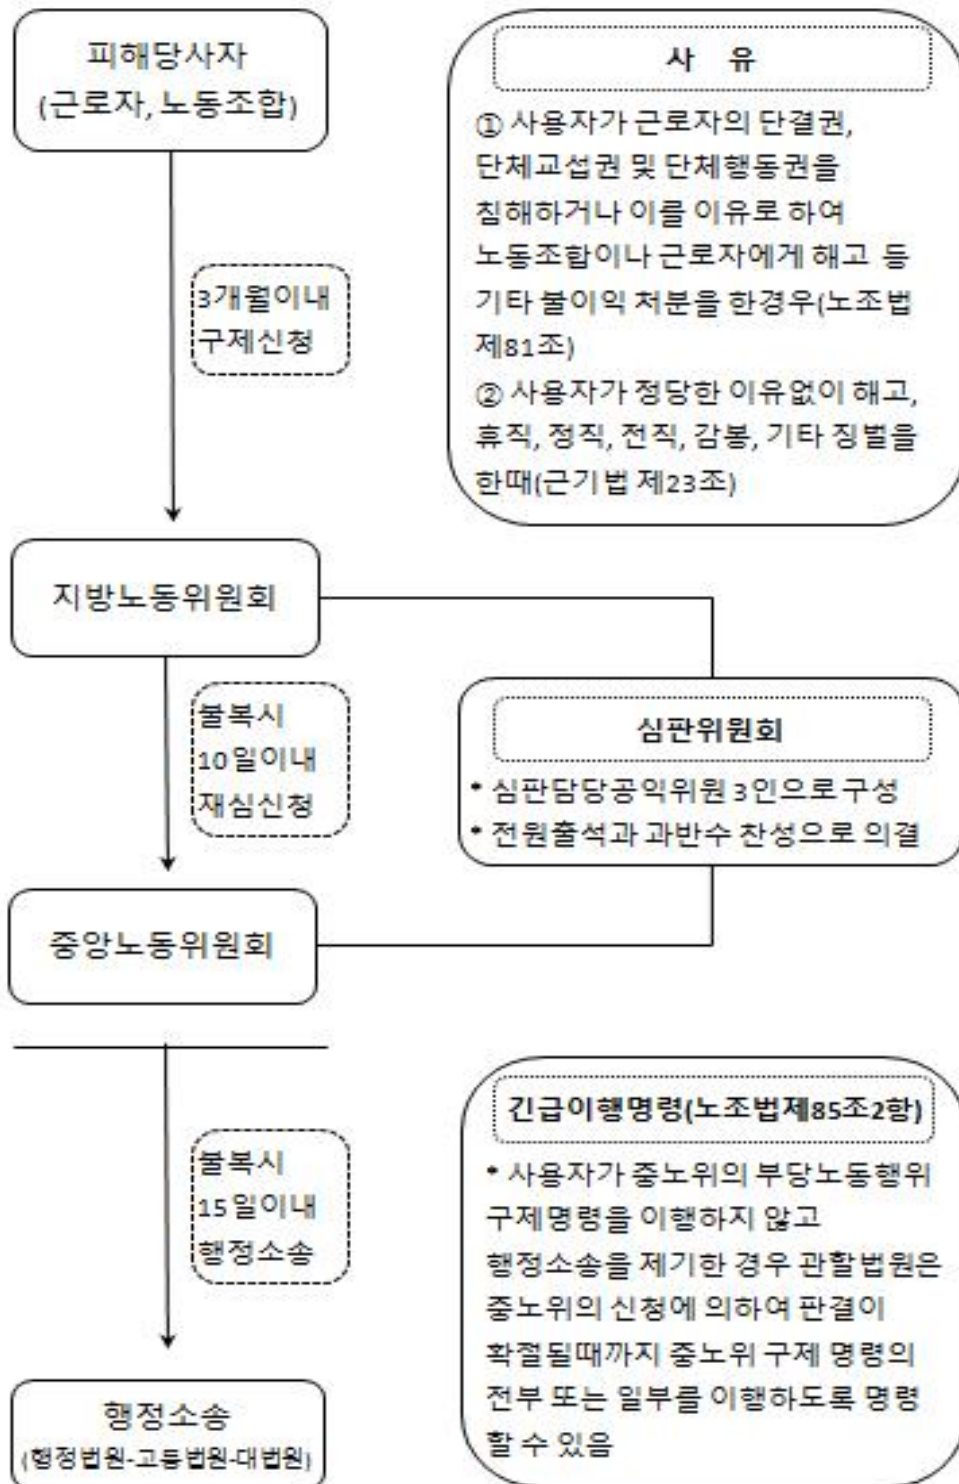 피해당사자
(근로자, 노동조합)
사 유
① 사용자가 근로자의 단결권,
단체교섭권 및 단체행동권을
침해하거나 이를 이유로 하여
노동조합이나 근로자에게 해고 등
기타 불이익 처분을 한경우(노조법
제81조)
② 사용자가 정당한 이유없이 해고,
휴직, 정직, 전직, 감봉, 기타 징벌을
한때(근기법 제23조)
3개월이내
구제신청
지방노동위원회
불복시
10일이내
재심신청
심판위원회
* 심판담당공익위원 3인으로 구성
* 전원출석과 과반수 찬성으로 의결
중앙노동위원회
불복시
15일이내
행정소송
긴급이행명령(노조법제85조2항)
* 사용자가 중노위의 부당노동행위
구제명령을 이행하지 않고
행정소송을 제기한 경우 관할법원은
중노위의 신청에 의하여 판결이
확절될때까지 중노위 구제 명령의
전부 또는 일부를 이행하도록 명령
할 수 있음
행정소송
(행정법원-고등법원-대법원)